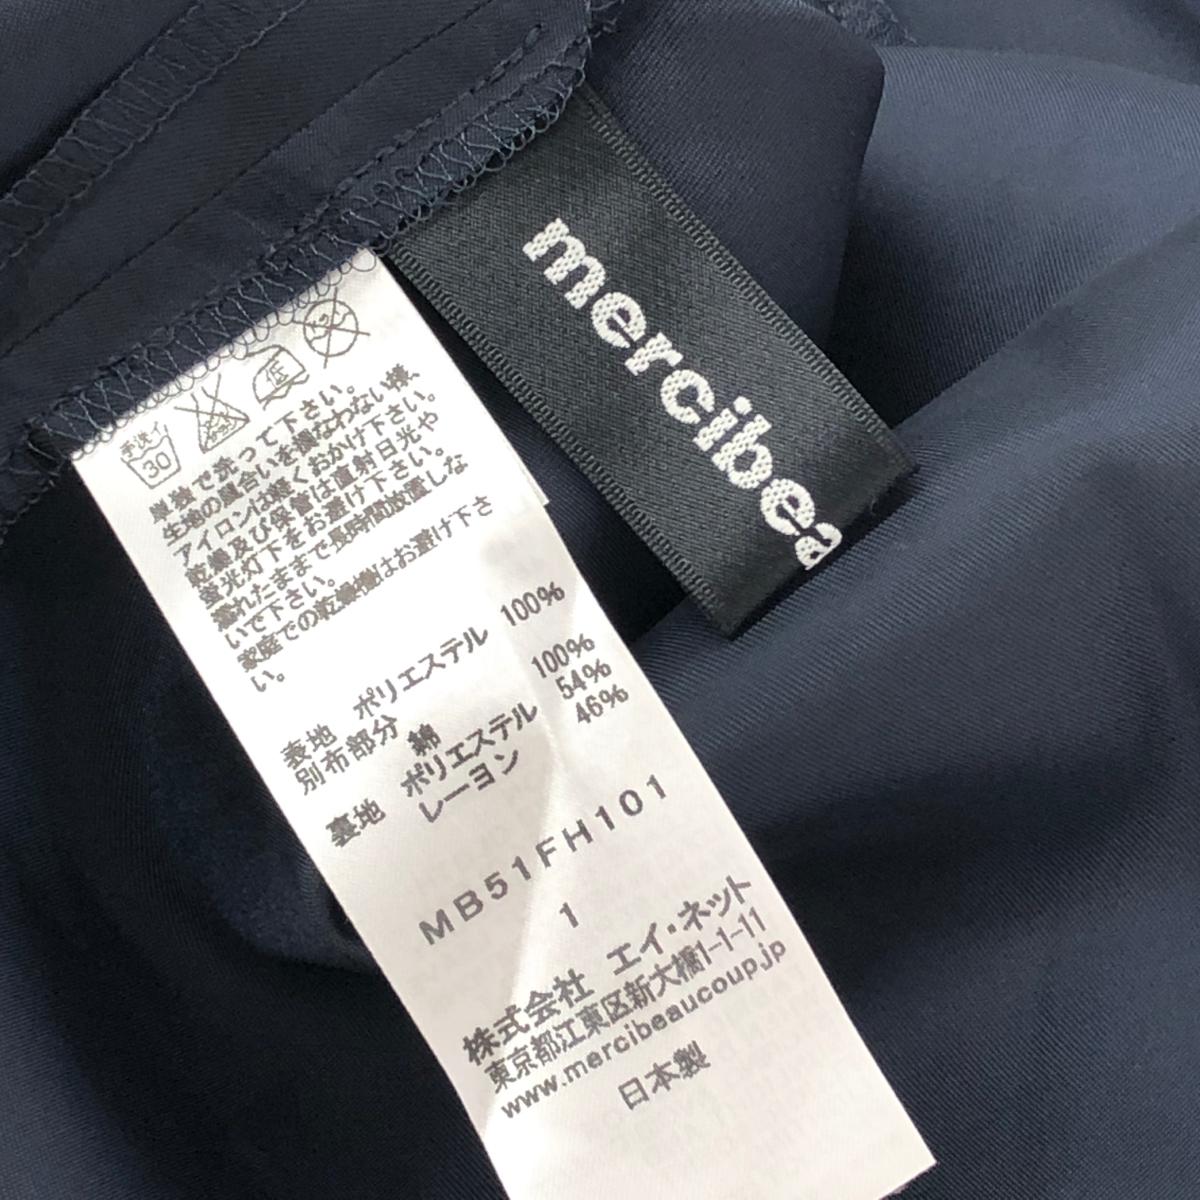 mercibea
手洗イ
30
低
単独で洗って下さい。
生地の風合いを損なわない様、
アイロンは軽くおかけ下さい。
乾燥及び保管は直射日光や
蛍光灯下をお避け下さい。
濡れたままで長時間放置しな
いで下さい。
家庭での乾燥機はお避け下さ
い。
表地 ポリエステル 100%
別布部分
綿 100%
裏地 ポリエステル 54%
レーヨン 46%
MB51FH101
1
株式会社 エイ・ネット
東京都江東区新大橋1-1-11
www.mercibeaucoup.jp
日本製